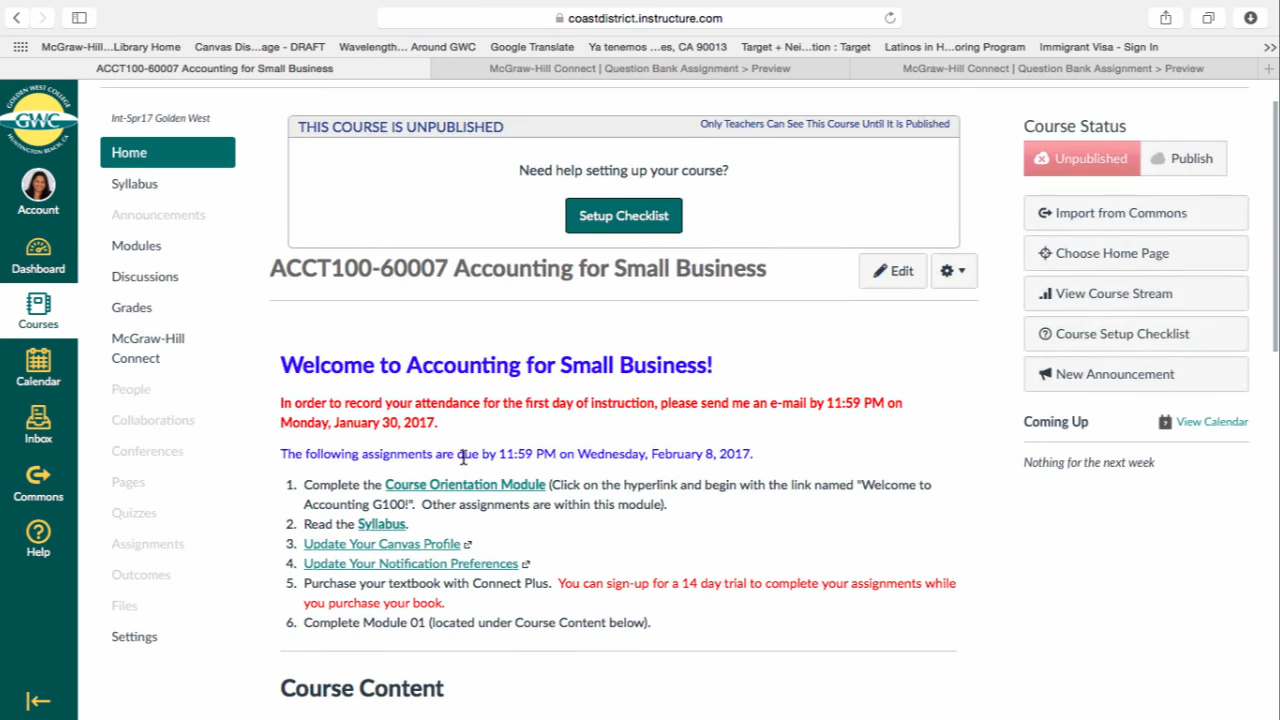 coastdistrict.instructure.com
McGraw-Hill...Library Home Canvas Dis...age - DRAFT Wavelength... Around GWC Google Translate Ya tenemos ...es, CA 90013 Target + Nei...tion : Target Latinos in H...oring Program Immigrant Visa - Sign In
ACCT100-60007 Accounting for Small Business McGraw-Hill Connect | Question Bank Assignment > Preview McGraw-Hill Connect | Question Bank Assignment > Preview
GOLDEN WEST COLLEGE
GWC
HUNTINGTON BEACH, CA
Account
Dashboard
Courses
Calendar
Inbox
Commons
Help
Int-Spr17 Golden West
Home
Syllabus
Announcements
Modules
Discussions
Grades
McGraw-Hill
Connect
People
Collaborations
Conferences
Pages
Quizzes
Assignments
Outcomes
Files
Settings
THIS COURSE IS UNPUBLISHED Only Teachers Can See This Course Until It Is Published
Need help setting up your course?
Setup Checklist
ACCT100-60007 Accounting for Small Business
Edit
Welcome to Accounting for Small Business!
In order to record your attendance for the first day of instruction, please send me an e-mail by 11:59 PM on
Monday, January 30, 2017.
The following assignments are due by 11:59 PM on Wednesday, February 8, 2017.
1. Complete the Course Orientation Module (Click on the hyperlink and begin with the link named "Welcome to
Accounting G100!". Other assignments are within this module).
2. Read the Syllabus.
3. Update Your Canvas Profile
4. Update Your Notification Preferences
5. Purchase your textbook with Connect Plus. You can sign-up for a 14 day trial to complete your assignments while
you purchase your book.
6. Complete Module 01 (located under Course Content below).
Course Content
Course Status
Unpublished Publish
Import from Commons
Choose Home Page
View Course Stream
Course Setup Checklist
New Announcement
Coming Up View Calendar
Nothing for the next week